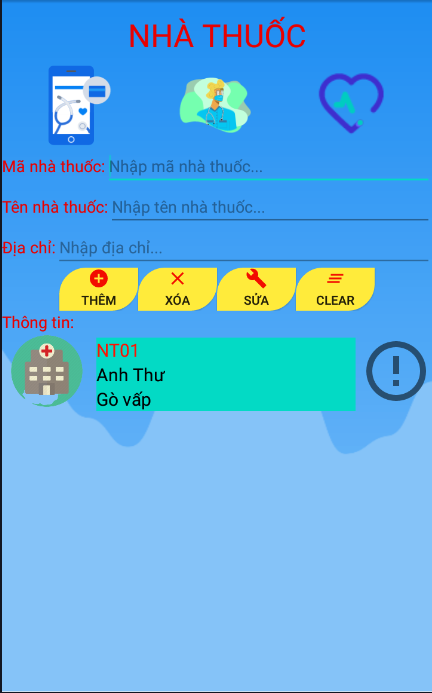 NHÀ THUỐC
Mã nhà thuốc: Nhập mã nhà thuốc...
Tên nhà thuốc: Nhập tên nhà thuốc...
Địa chỉ: Nhập địa chỉ...
THÊM XÓA SỬA CLEAR
Thông tin:
NT01
Anh Thư
Gò vấp